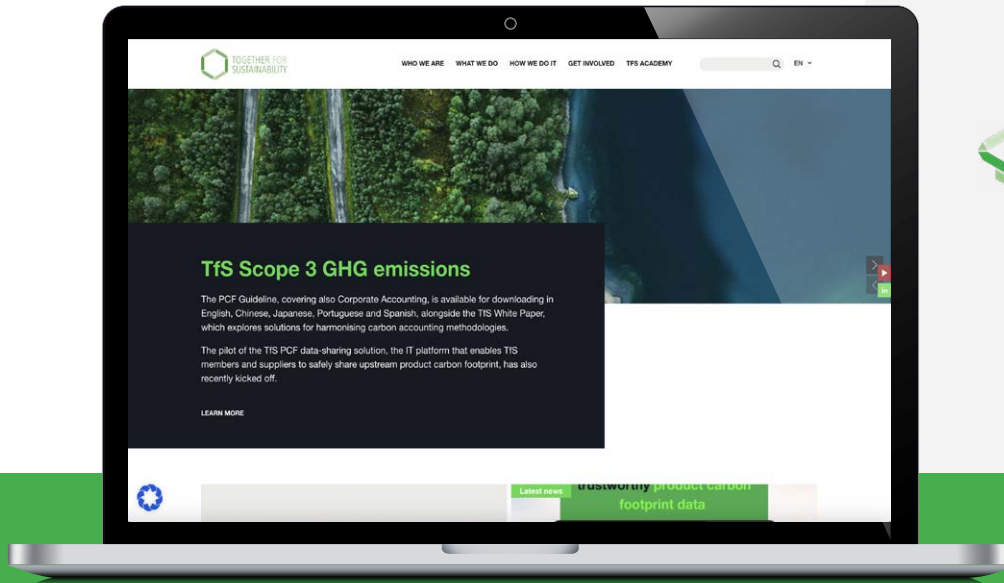 TOGETHER FOR
SUSTAINABILITY
WHO WE ARE WHAT WE DO HOW WE DO IT GET INVOLVED TFS ACADEMY
EN
TfS Scope 3 GHG emissions
The PCF Guideline, covering also Corporate Accounting, is available for downloading in
English, Chinese, Japanese, Portuguese and Spanish, alongside the TfS White Paper,
which explores solutions for harmonising carbon accounting methodologies.
The pilot of the TfS PCF data-sharing solution, the IT platform that enables TfS
members and suppliers to safely share upstream product carbon footprint, has also
recently kicked off.
LEARN MORE
in
Latest news
trustworthy product carbon
footprint data